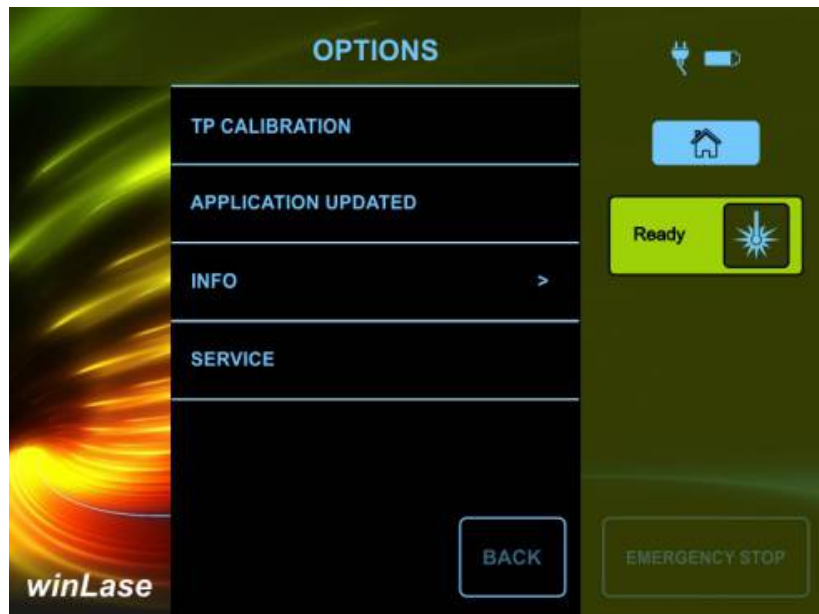 OPTIONS
TP CALIBRATION
APPLICATION UPDATED
INFO >
SERVICE
BACK
winLase
Ready
EMERGENCY STOP